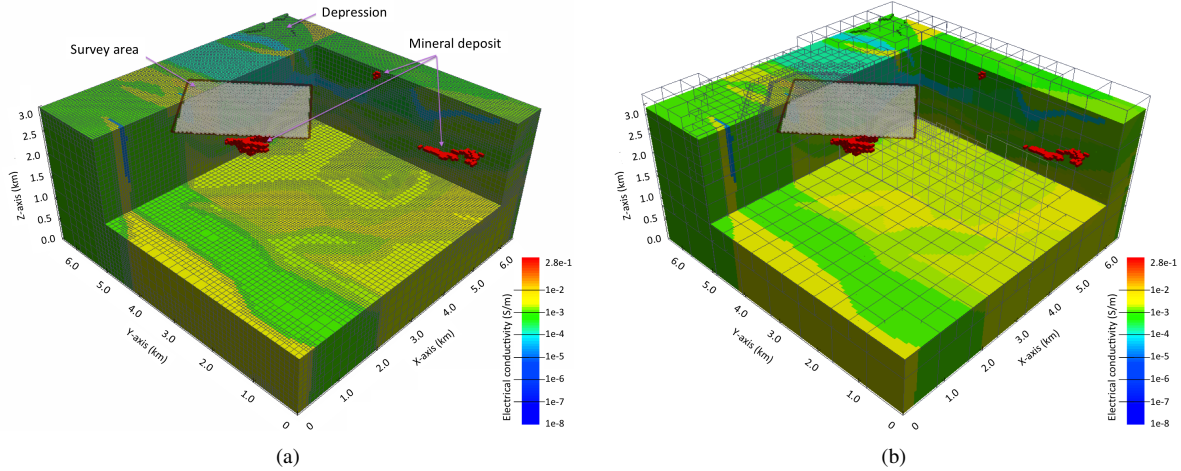 Depression
Survey area
Mineral deposit
3.0
2.5
2.0
1.5
1.0
0.5
0.0
Z-axis (km)
6.0
5.0
4.0
3.0
2.0
1.0
0
Y-axis (km)
0
1.0
2.0
3.0
4.0
5.0
6.0
X-axis (km)
Electrical conductivity (S/m)
2.8e-1
1e-2
1e-3
1e-4
1e-5
1e-6
1e-7
1e-8
(a)
3.0
2.5
2.0
1.5
1.0
0.5
0.0
Z-axis (km)
6.0
5.0
4.0
3.0
2.0
1.0
0
Y-axis (km)
0
1.0
2.0
3.0
4.0
5.0
6.0
X-axis (km)
Electrical conductivity (S/m)
2.8e-1
1e-2
1e-3
1e-4
1e-5
1e-6
1e-7
1e-8
(b)